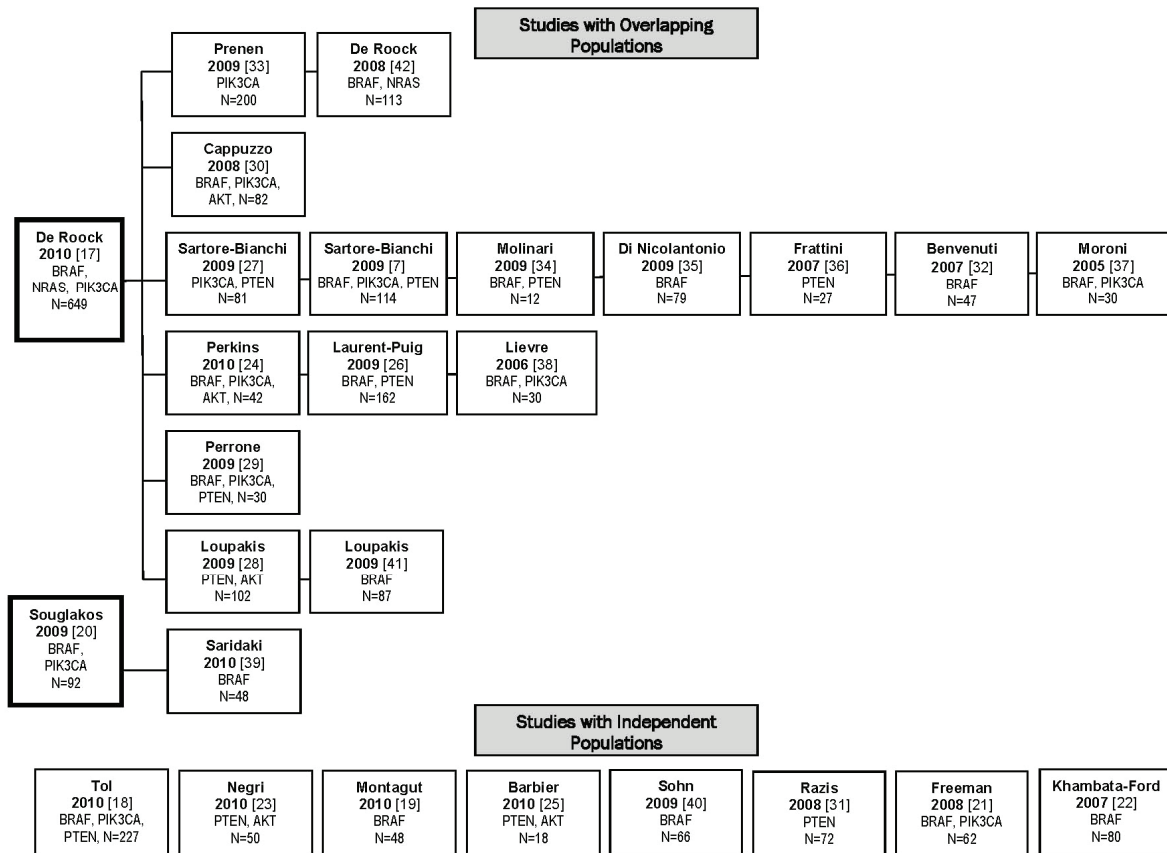 Studies with Overlapping
Populations
Prenen
2009 [33]
PIK3CA
N=200
De Roock
2008 [42]
BRAF, NRAS
N=113
Cappuzzo
2008 [30]
BRAF, PIK3CA,
AKT, N=82
De Roock
2010 [17]
BRAF,
NRAS, PIK3CA
N=649
Sartore-Bianchi
2009 [27]
PIK3CA, PTEN
N=81
Sartore-Bianchi
2009 [7]
BRAF, PIK3CA, PTEN
N=114
Molinari
2009 [34]
BRAF, PTEN
N=12
Di Nicolantonio
2009 [35]
BRAF
N=79
Frattini
2007 [36]
PTEN
N=27
Benvenuti
2007 [32]
BRAF
N=47
Moroni
2005 [37]
BRAF, PIK3CA
N=30
Perkins
2010 [24]
BRAF, PIK3CA,
AKT, N=42
Laurent-Puig
2009 [26]
BRAF, PTEN
N=162
Lievre
2006 [38]
BRAF, PIK3CA
N=30
Perrone
2009 [29]
BRAF, PIK3CA,
PTEN, N=30
Loupakis
2009 [28]
PTEN, AKT
N=102
Loupakis
2009 [41]
BRAF
N=87
Souglakos
2009 [20]
BRAF,
PIK3CA
N=92
Saridaki
2010 [39]
BRAF
N=48
Studies with Independent
Populations
Tol
2010 [18]
BRAF, PIK3CA,
PTEN, N=227
Negri
2010 [23]
PTEN, AKT
N=50
Montagut
2010 [19]
BRAF
N=48
Barbier
2010 [25]
PTEN, AKT
N=18
Sohn
2009 [40]
BRAF
N=66
Razis
2008 [31]
PTEN
N=72
Freeman
2008 [21]
BRAF, PIK3CA
N=62
Khambata-Ford
2007 [22]
BRAF
N=80